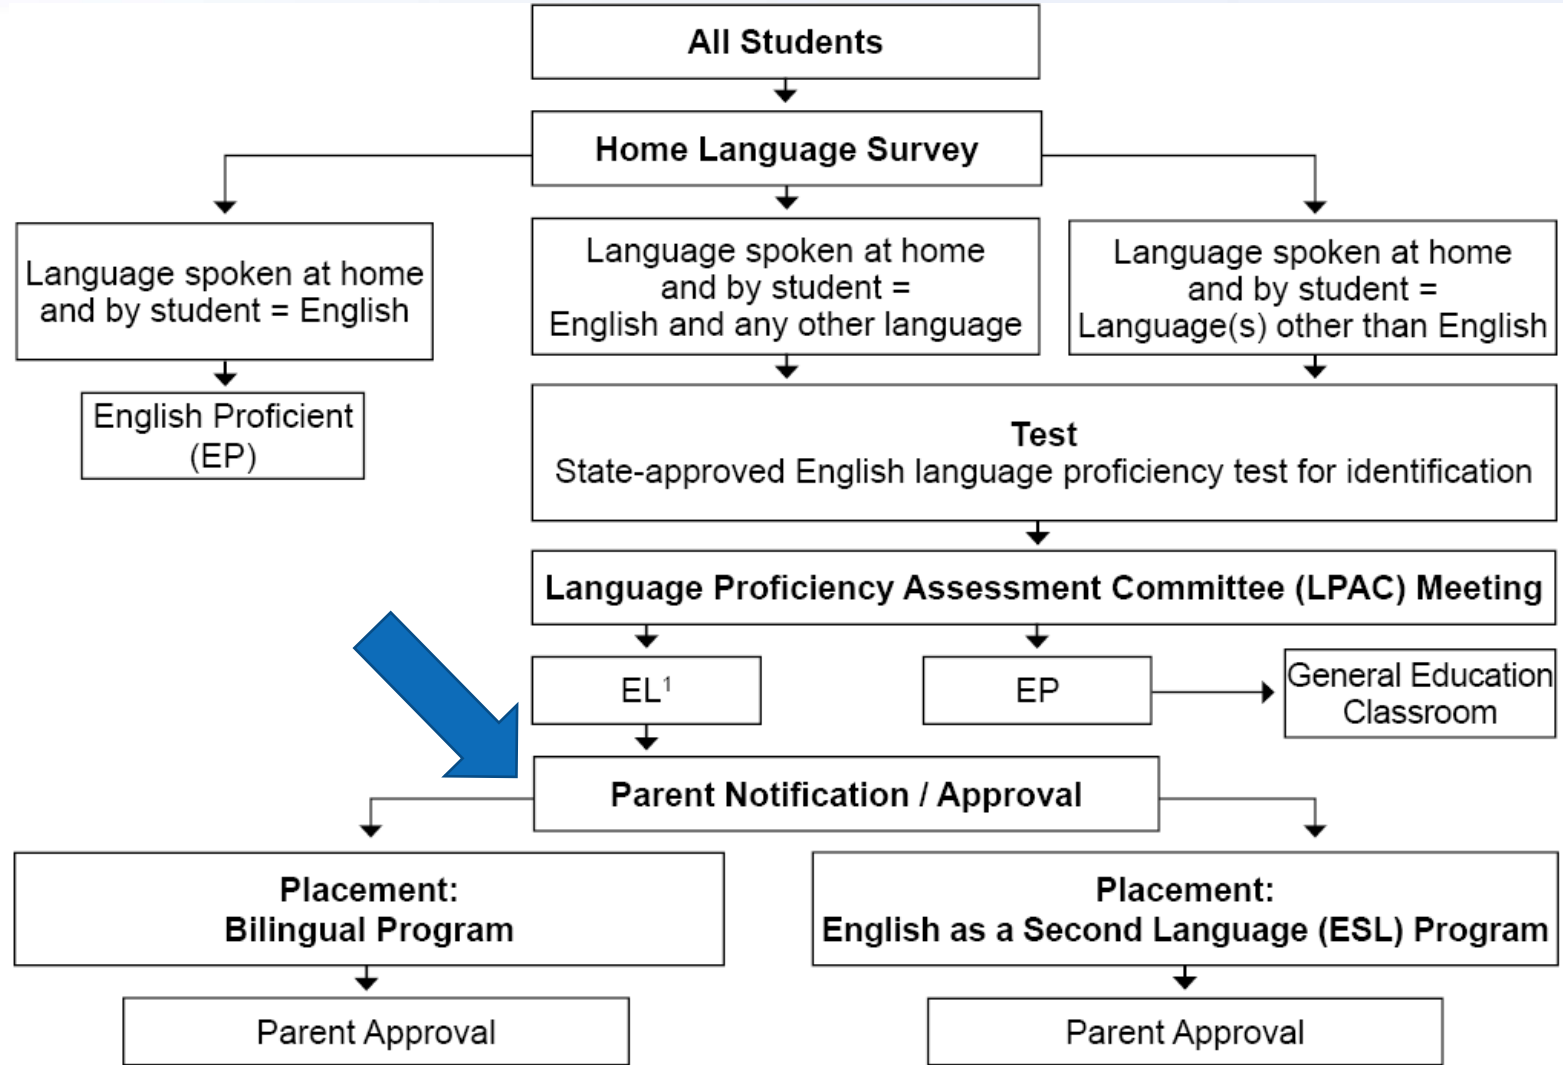 All Students
Home Language Survey
Language spoken at home
and by student = English
Language spoken at home
and by student =
English and any other language
Language spoken at home
and by student =
Language(s) other than English
English Proficient
(EP)
Test
State-approved English language proficiency test for identification
Language Proficiency Assessment Committee (LPAC) Meeting
EL¹
EP
General Education
Classroom
Parent Notification / Approval
Placement:
Bilingual Program
Placement:
English as a Second Language (ESL) Program
Parent Approval
Parent Approval